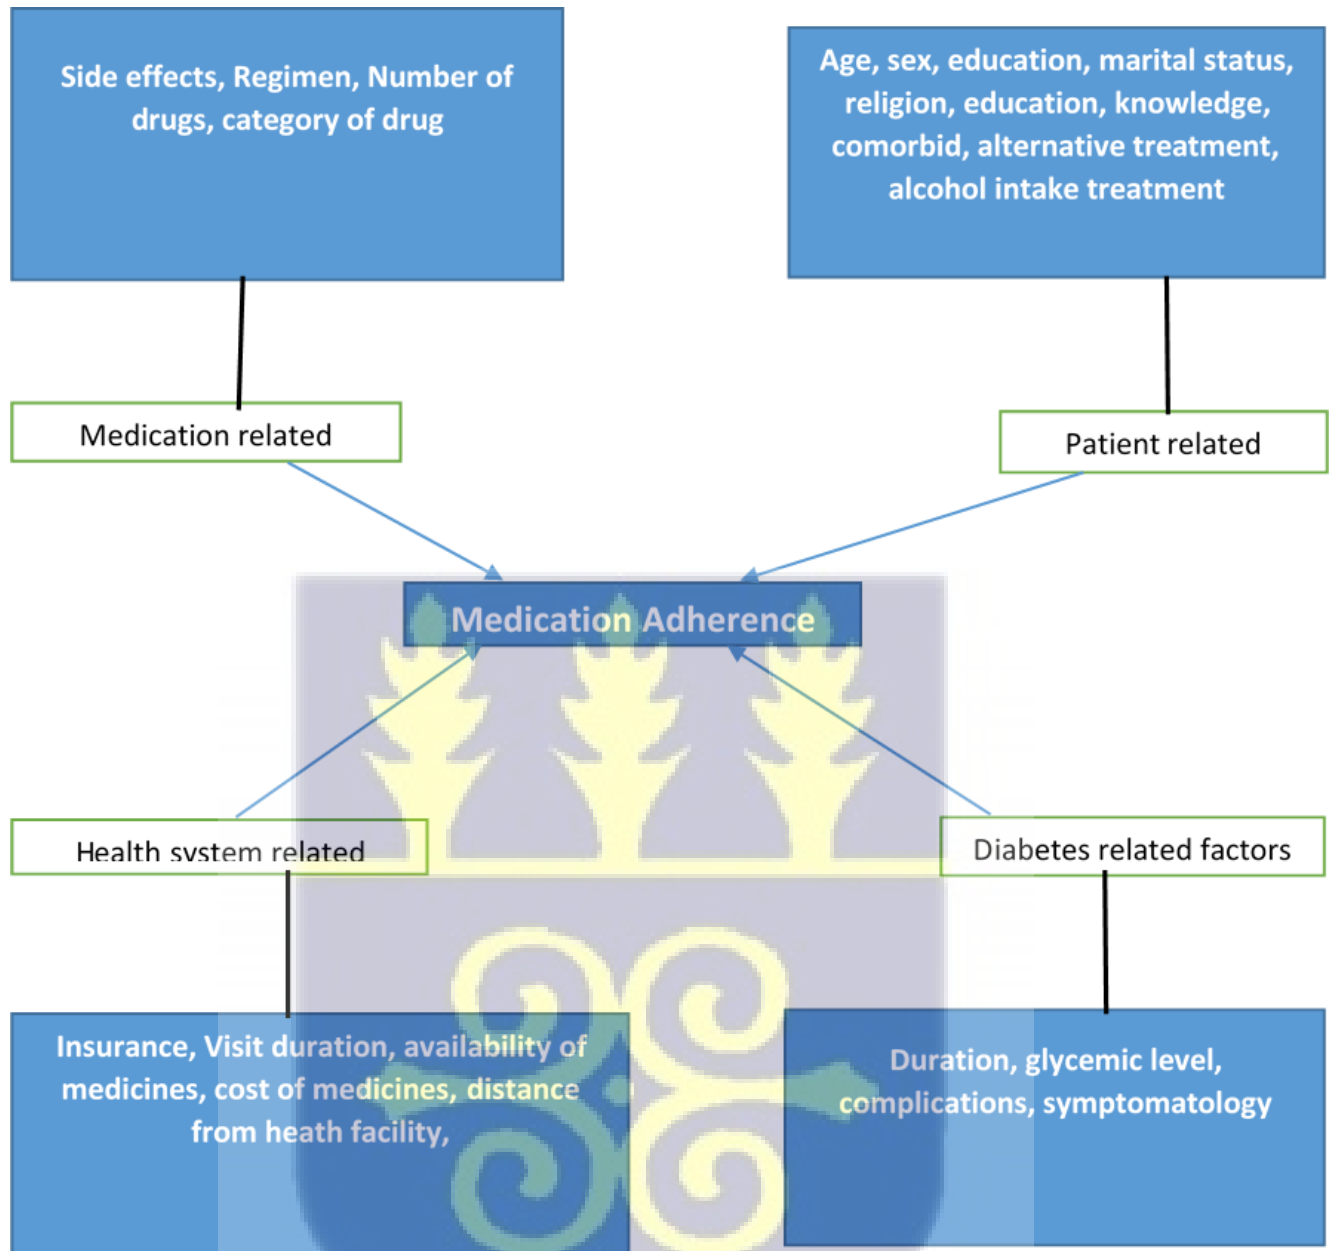 Side effects, Regimen, Number of
drugs, category of drug
Age, sex, education, marital status,
religion, education, knowledge,
comorbid, alternative treatment,
alcohol intake treatment
Medication related
Patient related
Medication Adherence
Health system related
Diabetes related factors
Insurance, Visit duration, availability of
medicines, cost of medicines, distance
from heath facility,
Duration, glycemic level,
complications, symptomatology